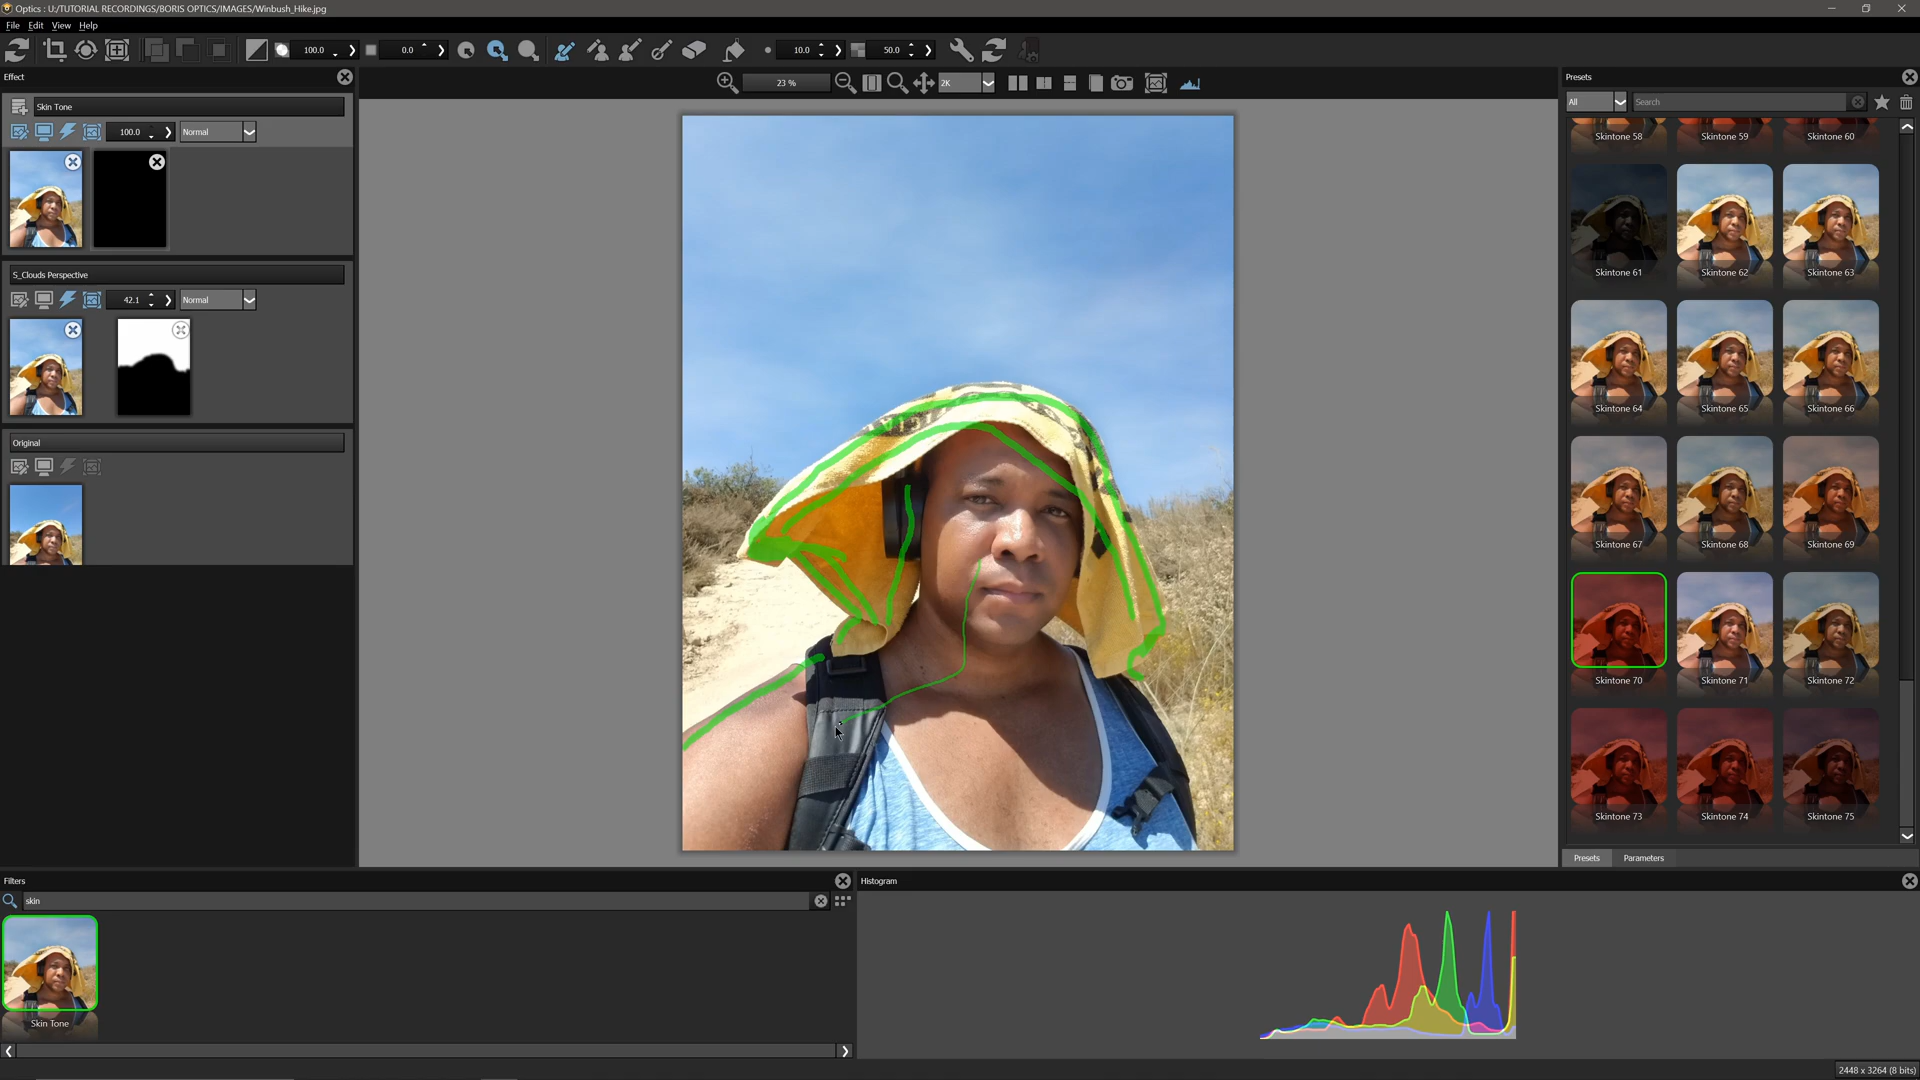 Optics : U:/TUTORIAL RECORDINGS/BORIS OPTICS/IMAGES/Winbush_Hike.jpg
File Edit View Help
100.0 0.0 10.0 50.0
Effect
Skin Tone
100.0 Normal
S_Clouds Perspective
42.1 Normal
Original
23 % 2K
Presets
All Search
Skintone 58 Skintone 59 Skintone 60
Skintone 61 Skintone 62 Skintone 63
Skintone 64 Skintone 65 Skintone 66
Skintone 67 Skintone 68 Skintone 69
Skintone 70 Skintone 71 Skintone 72
Skintone 73 Skintone 74 Skintone 75
Presets Parameters
Filters
skin
Skin Tone
Histogram
2448 x 3264 (8 bits)